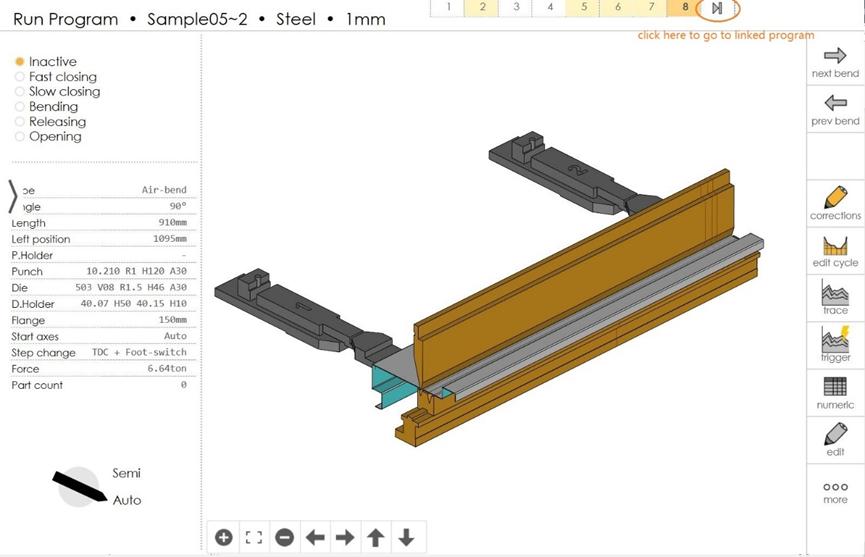 Run Program • Sample05~2 • Steel • 1mm
1 2 3 4 5 6 7 8
click here to go to linked program
Inactive
Fast closing
Slow closing
Bending
Releasing
Opening
Air-bend
90°
Length 910mm
Left position 1095mm
P.Holder -
Punch 10.210 R1 H120 A30
Die 503 V08 R1.5 H46 A30
D.Holder 40.07 H50 40.15 H10
Flange 150mm
Start axes Auto
Step change TDC + Foot-switch
Force 6.64ton
Part count 0
Semi
Auto
2
1
next bend
prev bend
corrections
edit cycle
trace
trigger
numeric
edit
more